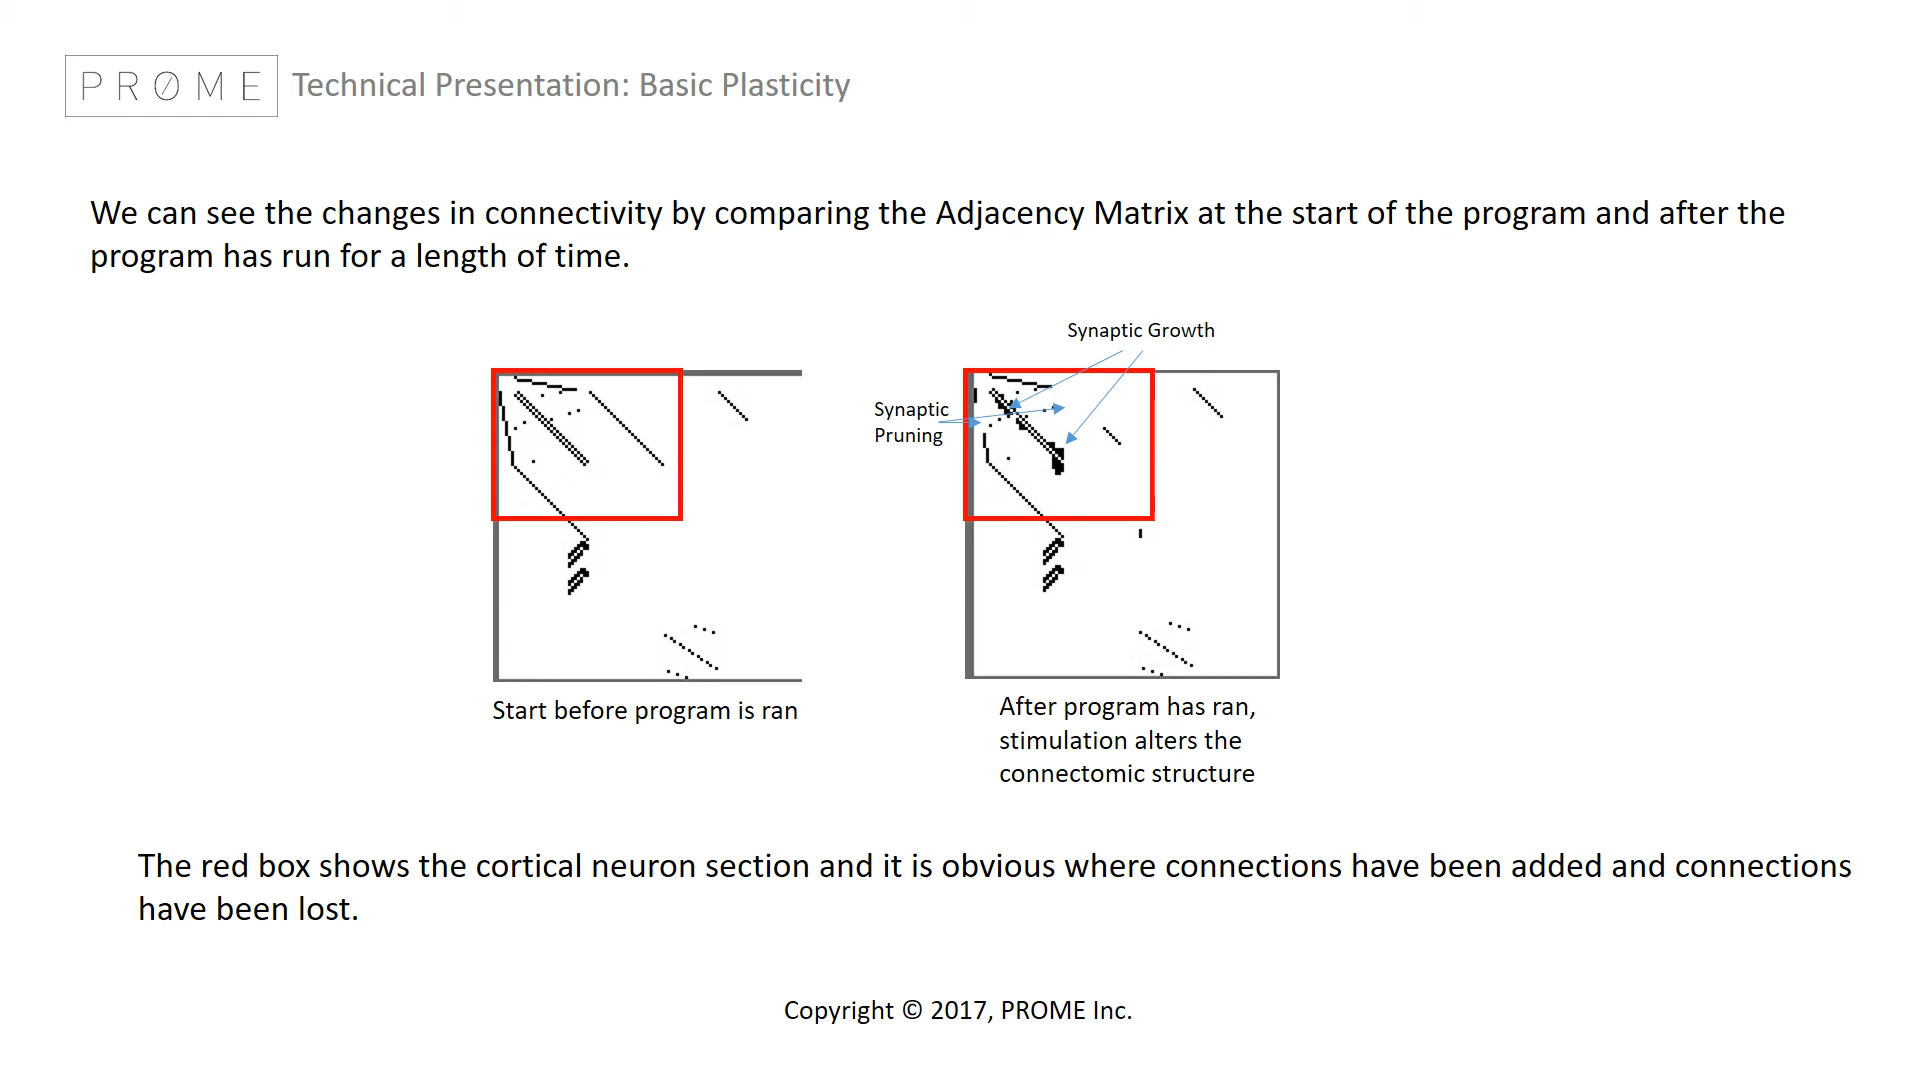 PRØME Technical Presentation: Basic Plasticity
We can see the changes in connectivity by comparing the Adjacency Matrix at the start of the program and after the
program has run for a length of time.
Synaptic Growth
Synaptic
Pruning
Start before program is ran
After program has ran,
stimulation alters the
connectomic structure
The red box shows the cortical neuron section and it is obvious where connections have been added and connections
have been lost.
Copyright © 2017, PROME Inc.